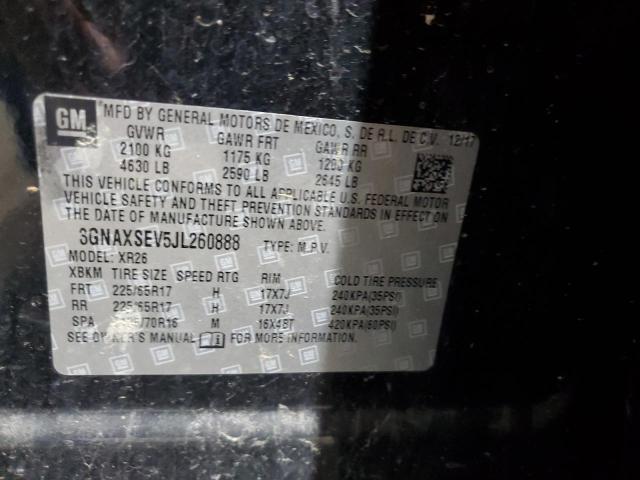 GM
MFD BY GENERAL MOTORS DE MEXICO, S. DE R.L. DE C.V. 12/17
GVWR GAWR FRT GAWR RR
2100 KG 1175 KG 1200 KG
4630 LB 2590 LB 2645 LB
THIS VEHICLE CONFORMS TO ALL APPLICABLE U.S. FEDERAL MOTOR
VEHICLE SAFETY AND THEFT PREVENTION STANDARDS IN EFFECT ON
THE DATE OF MANUFACTURE SHOWN ABOVE.
3GNAXSEV5JL260888 TYPE: M.P.V.
MODEL: XR26
XBKM TIRE SIZE SPEED RTG RIM COLD TIRE PRESSURE
FRT 225/65R17 H 17X7J 240KPA(35PSI)
RR 225/65R17 H 17X7J 240KPA(35PSI)
SPA /70R16 M 16X4BT 420KPA(60PSI)
SEE OWNER'S MANUAL FOR MORE INFORMATION.